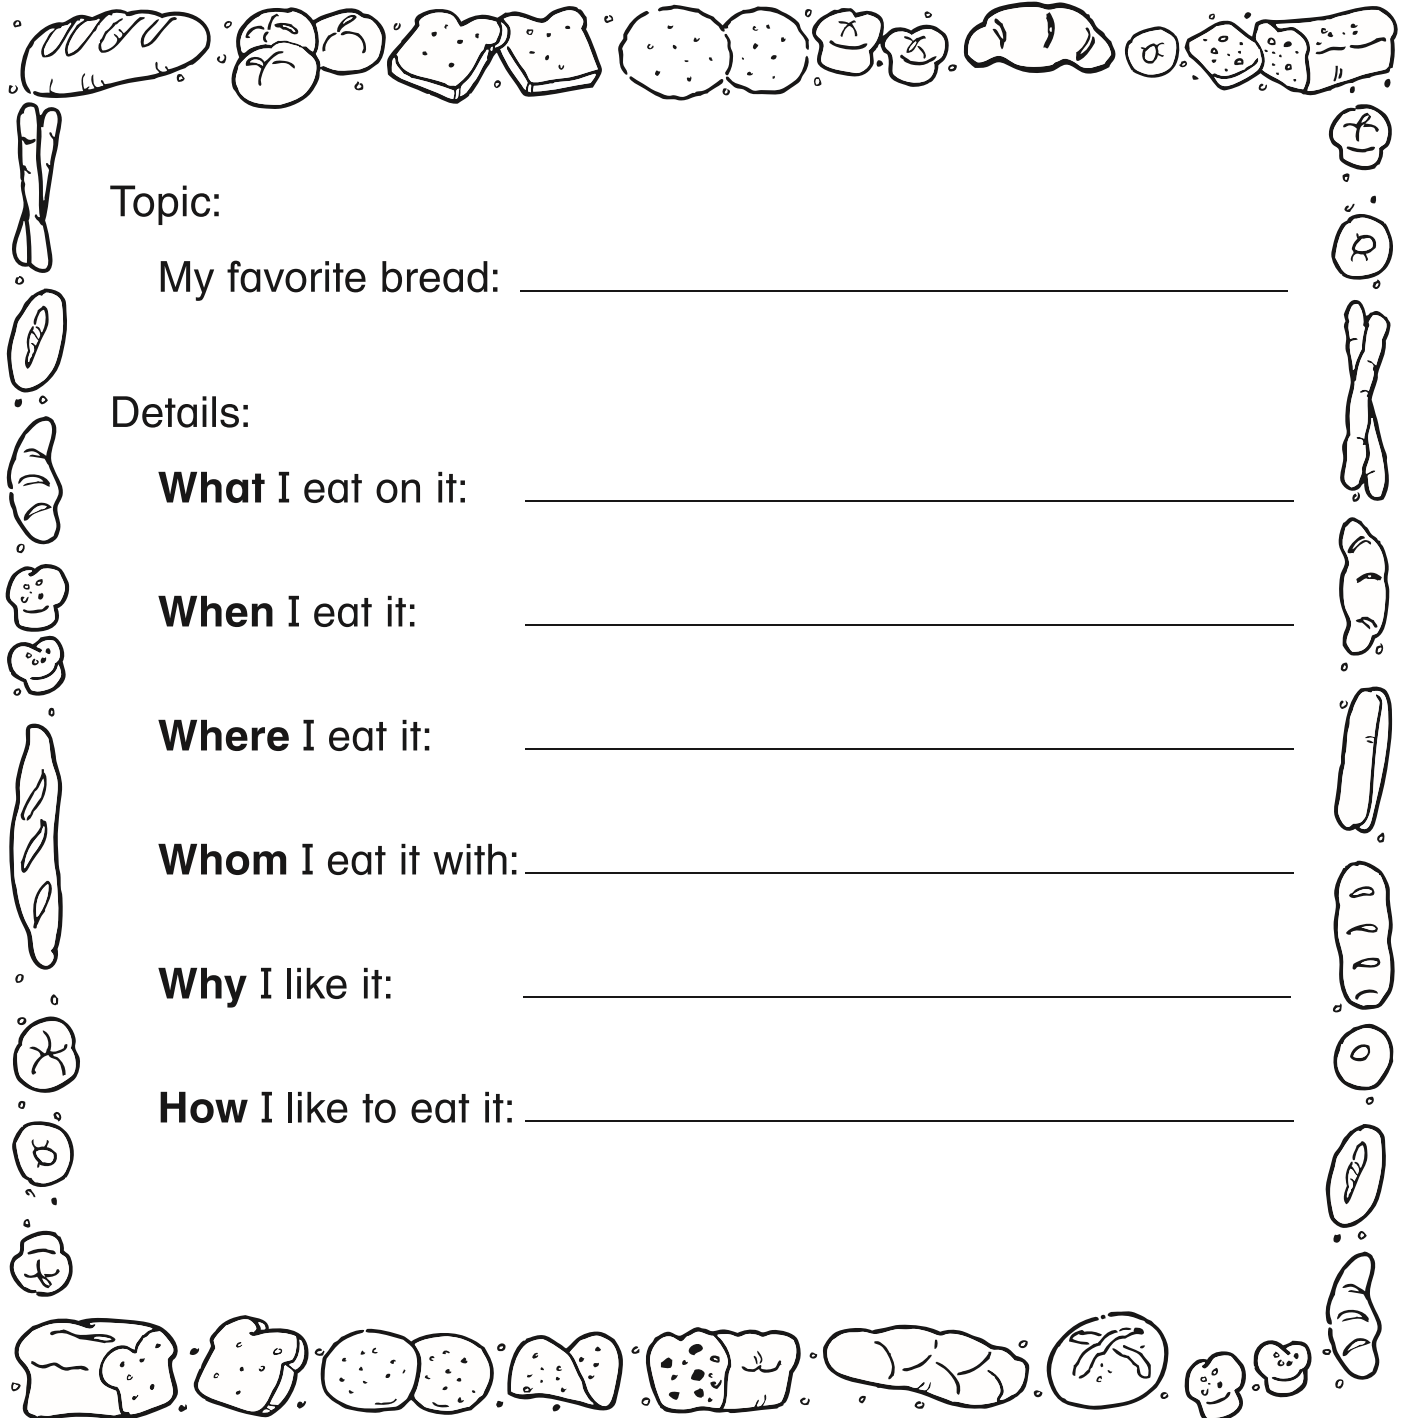 Topic:
My favorite bread:
Details:
What I eat on it:
When I eat it:
Where I eat it:
Whom I eat it with:
Why I like it:
How I like to eat it: